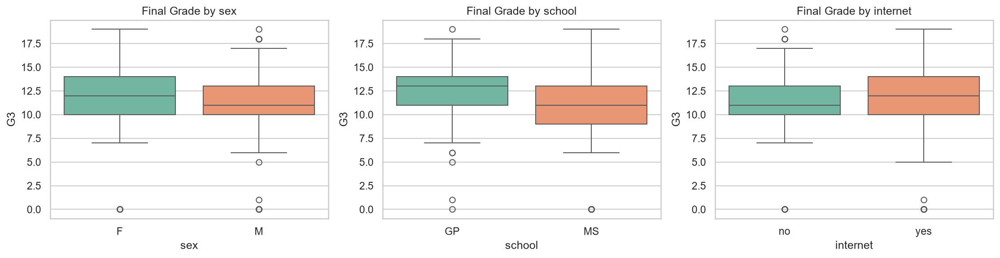 Final Grade by sex
17.5
15.0
12.5
10.0
7.5
5.0
2.5
0.0
G3
F M
sex
Final Grade by school
17.5
15.0
12.5
10.0
7.5
5.0
2.5
0.0
G3
GP MS
school
Final Grade by internet
17.5
15.0
12.5
10.0
7.5
5.0
2.5
0.0
G3
no yes
internet